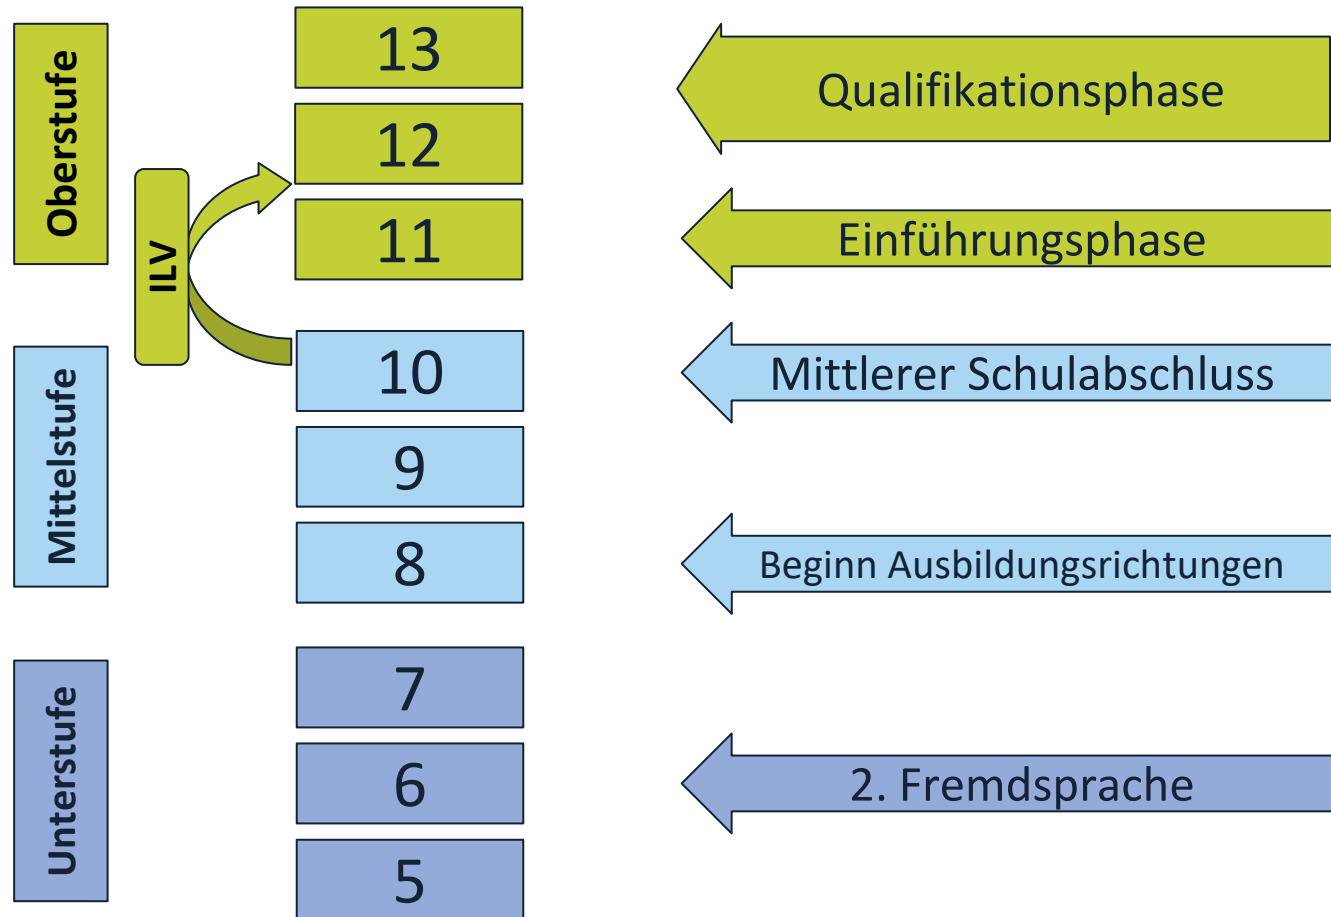 Oberstufe
13
Qualifikationsphase
12
ILV
11
Einführungsphase
Mittelstufe
10
Mittlerer Schulabschluss
9
8
Beginn Ausbildungsrichtungen
Unterstufe
7
6
2. Fremdsprache
5